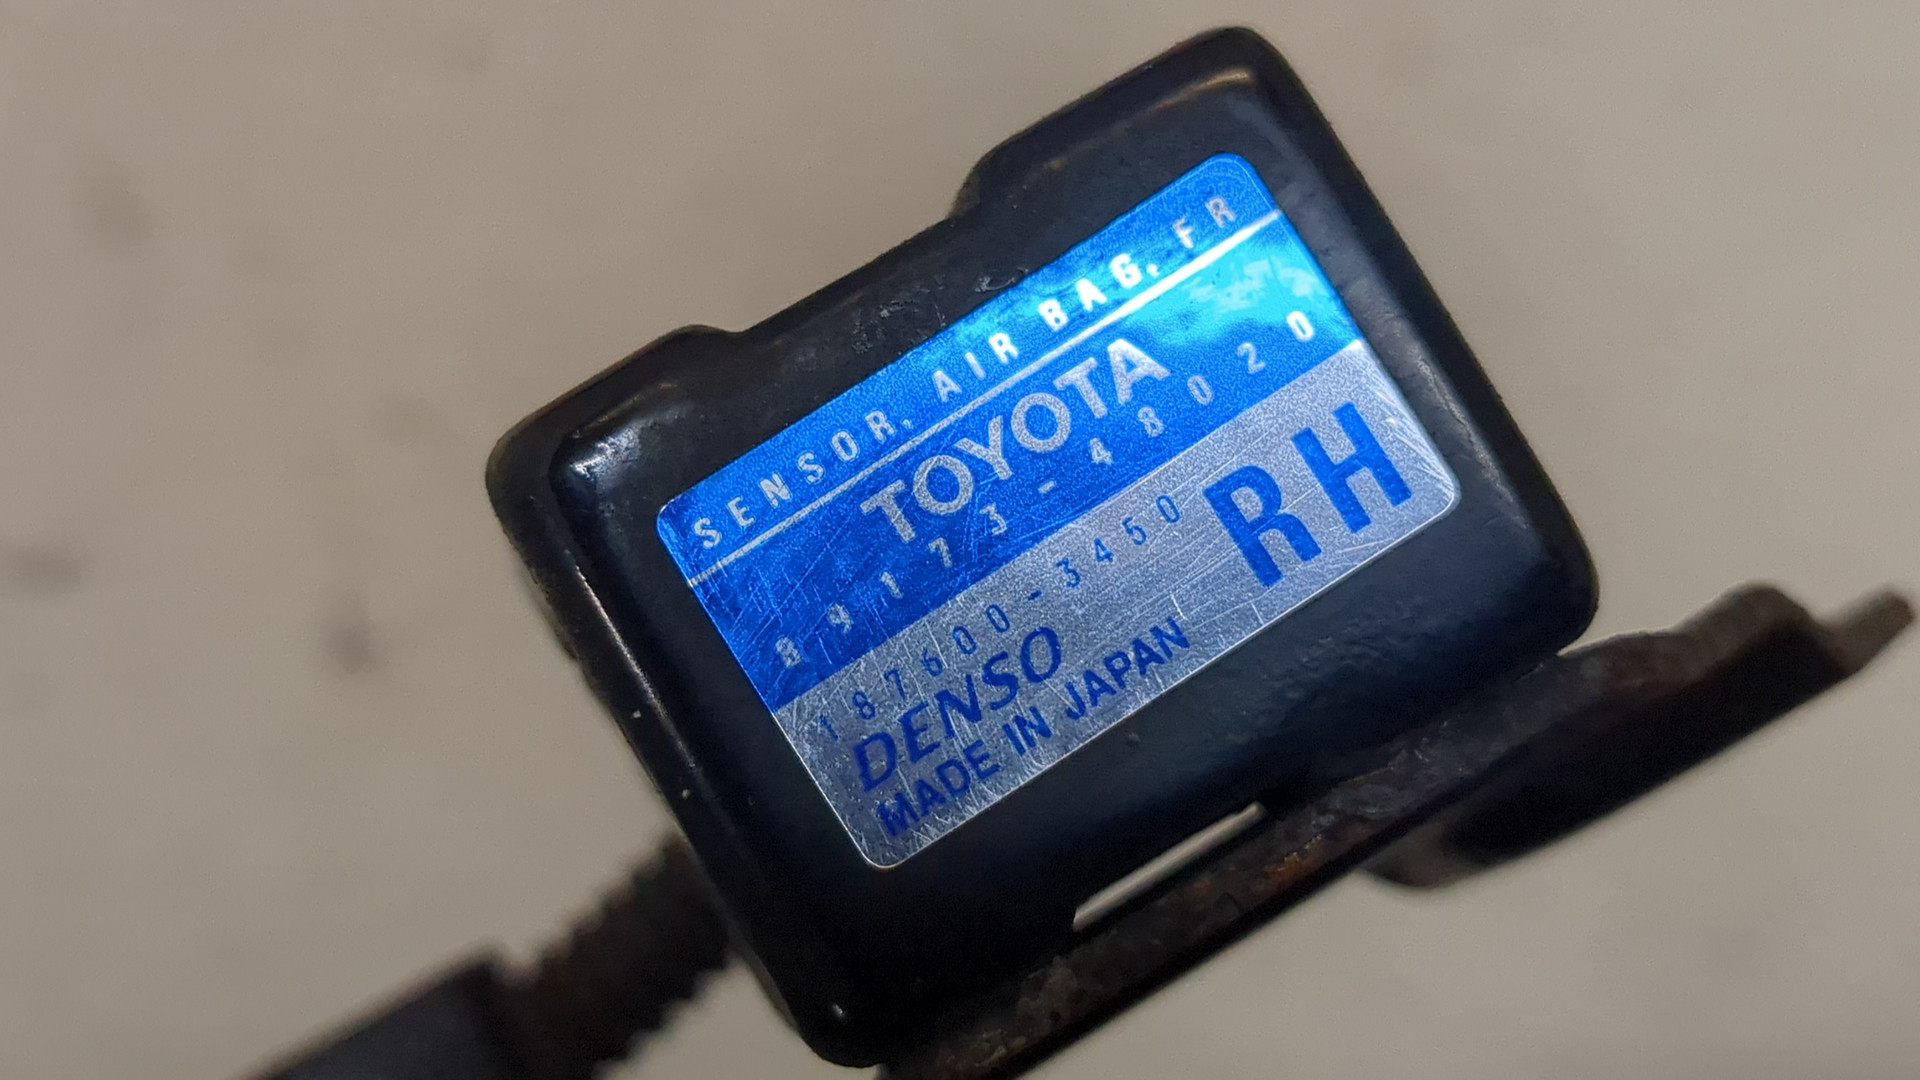 SENSOR, AIR BAG, FR
TOYOTA
89173-48020
187600-3450
RH
DENSO
MADE IN JAPAN